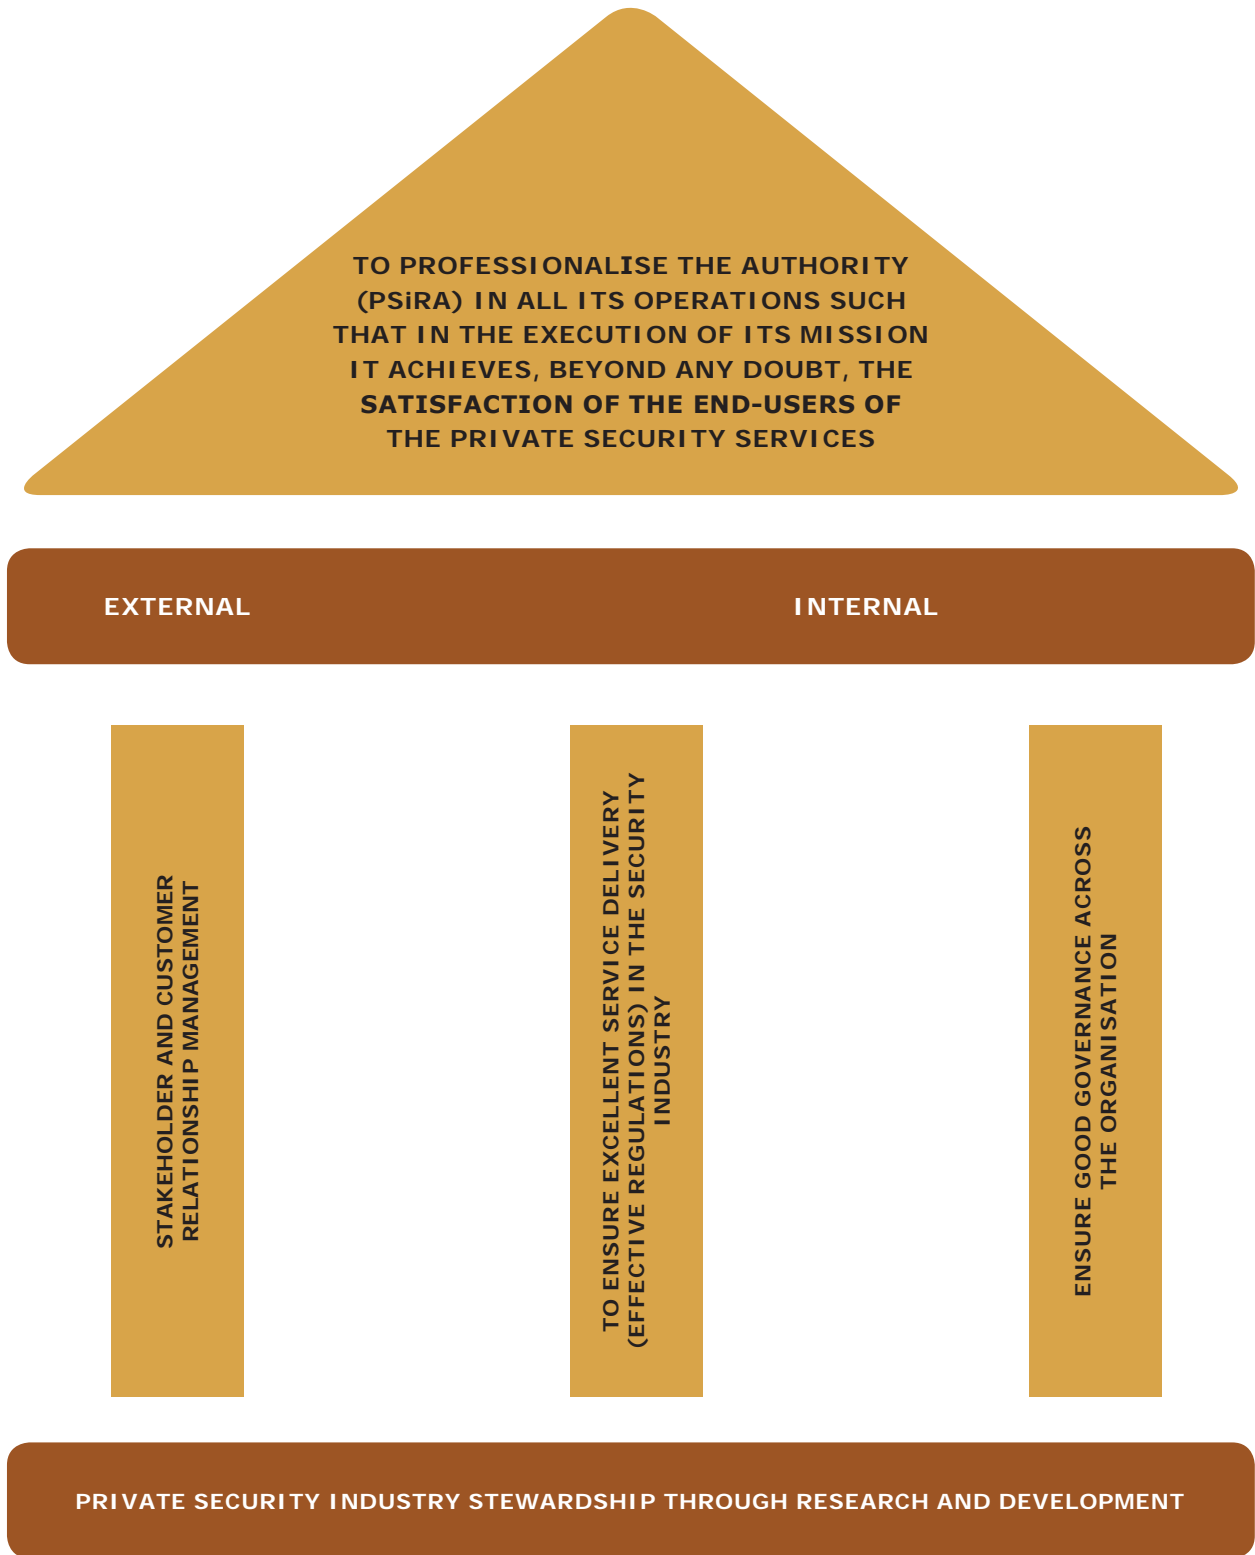 TO PROFESSIONALISE THE AUTHORITY
(PSiRA) IN ALL ITS OPERATIONS SUCH
THAT IN THE EXECUTION OF ITS MISSION
IT ACHIEVES, BEYOND ANY DOUBT, THE
SATISFACTION OF THE END-USERS OF
THE PRIVATE SECURITY SERVICES
EXTERNAL
INTERNAL
STAKEHOLDER AND CUSTOMER
RELATIONSHIP MANAGEMENT
TO ENSURE EXCELLENT SERVICE DELIVERY
(EFFECTIVE REGULATIONS) IN THE SECURITY
INDUSTRY
ENSURE GOOD GOVERNANCE ACROSS
THE ORGANISATION
PRIVATE SECURITY INDUSTRY STEWARDSHIP THROUGH RESEARCH AND DEVELOPMENT